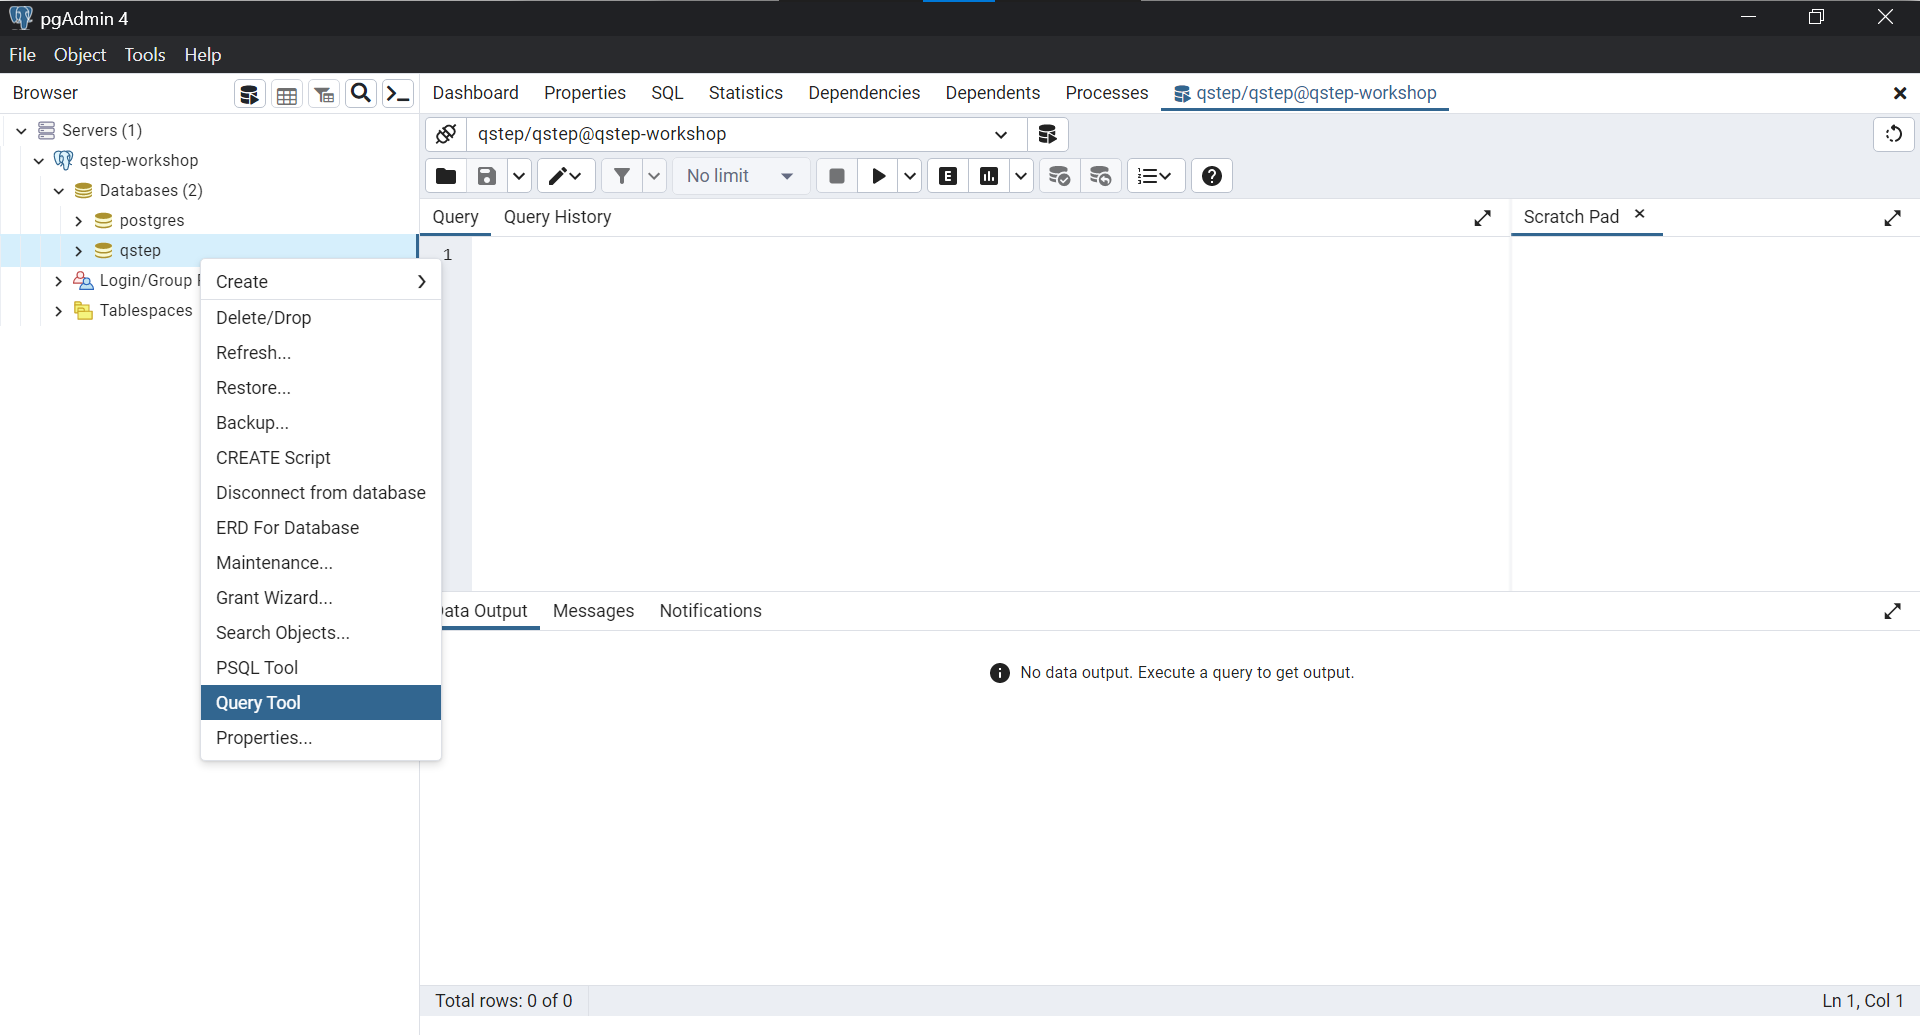 pgAdmin 4
File Object Tools Help
Browser
Dashboard Properties SQL Statistics Dependencies Dependents Processes qstep/qstep@qstep-workshop
Servers (1)
qstep/qstep@qstep-workshop
qstep-workshop
No limit
Databases (2)
postgres
Query Query History
Scratch Pad
qstep
1
Login/Group
Tablespaces
Create
Delete/Drop
Refresh...
Restore...
Backup...
CREATE Script
Disconnect from database
ERD For Database
Maintenance...
Grant Wizard...
Search Objects...
PSQL Tool
Query Tool
Properties...
ata Output Messages Notifications
No data output. Execute a query to get output.
Total rows: 0 of 0
Ln 1, Col 1